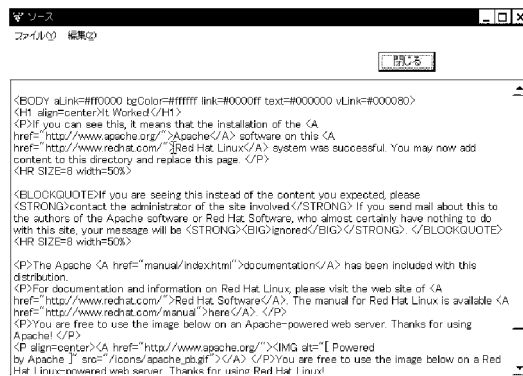 ソース
ファイル(Y) 編集(Z)
閉じる
<BODY aLink=#ff0000 bgColor=#ffffff link=#0000ff text=#000000 vLink=#000080>
<H1 align=center>It Worked!</H1>
<P>If you can see this, it means that the installation of the <A
href="http://www.apache.org/">Apache</A> software on this <A
href="http://www.redhat.com/">Red Hat Linux</A> system was successful. You may now add
content to this directory and replace this page. </P>
<HR SIZE=8 width=50%>
<BLOCKQUOTE>If you are seeing this instead of the content you expected, please
<STRONG>contact the administrator of the site involved.</STRONG> If you send mail about this to
the authors of the Apache software or Red Hat Software, who almost certainly have nothing to do
with this site, your message will be <STRONG><BIG>ignored</BIG></STRONG>. </BLOCKQUOTE>
<HR SIZE=8 width=50%>
<P>The Apache <A href="manual/index.html">documentation</A> has been included with this
distribution.
<P>For documentation and information on Red Hat Linux, please visit the web site of <A
href="http://www.redhat.com/">Red Hat Software</A>. The manual for Red Hat Linux is available <A
href="http://www.redhat.com/manual">here</A>. </P>
<P>You are free to use the image below on an Apache-powered web server. Thanks for using
Apache! </P>
<P align=center><A href="http://www.apache.org/"><IMG alt="[ Powered
by Apache ]" src="/icons/apache_pb.gif"></A> </P>You are free to use the image below on a Red
Hat Linux-powered web server. Thanks for using Red Hat Linux!